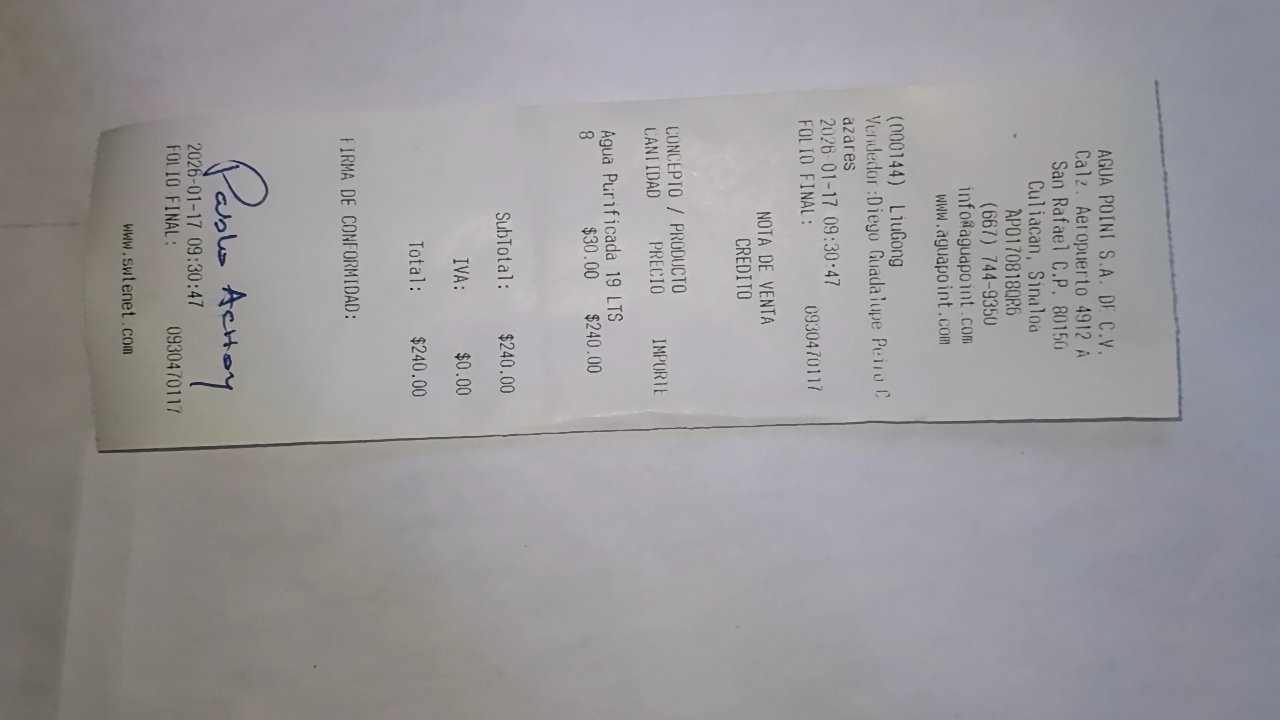 AGUA POINT S.A. DE C.V.
Calz. Aeropuerto 4912 A
San Rafael C.P. 80150
Culiacan, Sinaloa
APO170818QR6
(667) 744-9350
info@aguapoint.com
www.aguapoint.com
(000144) LiuGong
Vendedor:Diego Guadalupe Peiro C
azares
2026-01-17 09:30:47
FOLIO FINAL: 0930470117
NOTA DE VENTA
CREDITO
CONCEPTO / PRODUCTO
CANTIDAD PRECIO IMPORTE
Agua Purificada 19 LTS
8 $30.00 $240.00
SubTotal: $240.00
IVA: $0.00
Total: $240.00
FIRMA DE CONFORMIDAD:
Pablo
2026-01-17 09:30:47
FOLIO FINAL: 0930470117
www.swtenet.com